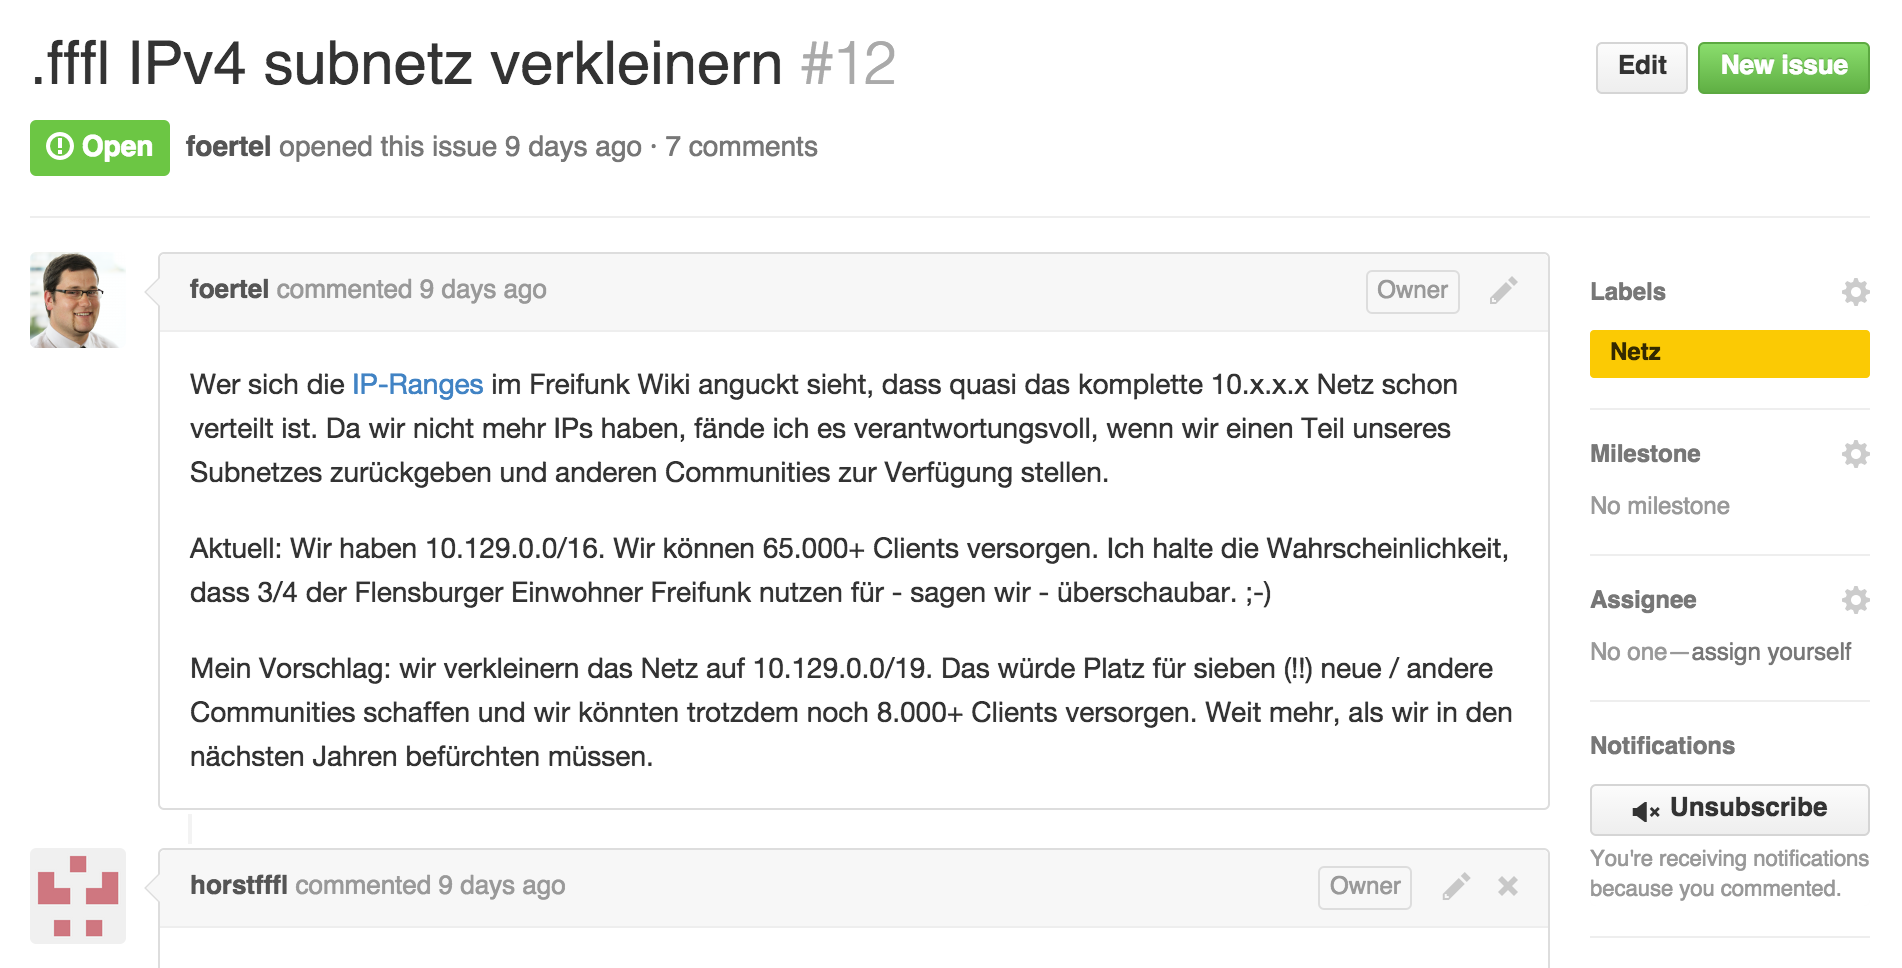 .fffl IPv4 subnetz verkleinern #12
Edit
New issue
Open
foertel opened this issue 9 days ago · 7 comments
foertel commented 9 days ago
Owner
Wer sich die IP-Ranges im Freifunk Wiki anguckt sieht, dass quasi das komplette 10.x.x.x Netz schon
verteilt ist. Da wir nicht mehr IPs haben, fände ich es verantwortungsvoll, wenn wir einen Teil unseres
Subnetzes zurückgeben und anderen Communities zur Verfügung stellen.
Aktuell: Wir haben 10.129.0.0/16. Wir können 65.000+ Clients versorgen. Ich halte die Wahrscheinlichkeit,
dass 3/4 der Flensburger Einwohner Freifunk nutzen für - sagen wir - überschaubar. ;-)
Mein Vorschlag: wir verkleinern das Netz auf 10.129.0.0/19. Das würde Platz für sieben (!!) neue / andere
Communities schaffen und wir könnten trotzdem noch 8.000+ Clients versorgen. Weit mehr, als wir in den
nächsten Jahren befürchten müssen.
horstfffl commented 9 days ago
Owner
Labels
Netz
Milestone
No milestone
Assignee
No one—assign yourself
Notifications
Unsubscribe
You're receiving notifications
because you commented.